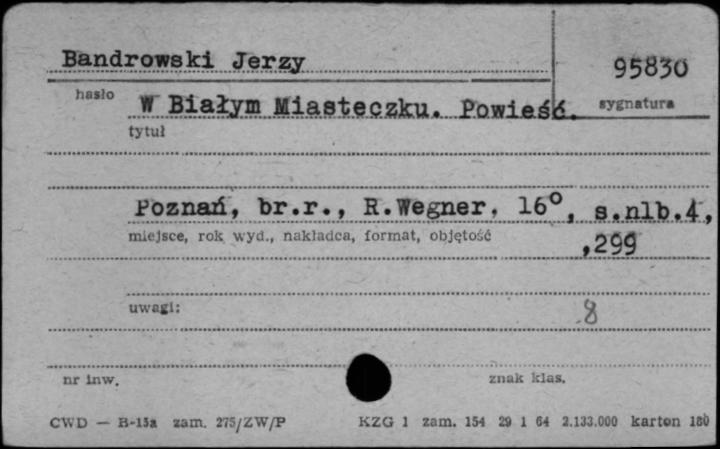 Bandrowski Jerzy
95830
hasło
sygnatura
W Białym Miasteczku. Powieść.
tytuł
Poznań, br.r., R.Wegner, 16°, s.nlb.4,
miejsce, rok wyd., nakładca, format, objętość
,299
uwagi:
8
nr inw.
znak klas.
CWD — B-15a zam. 275/ZW/P KZG 1 zam. 154 29 1 64 2.133.000 karton 180